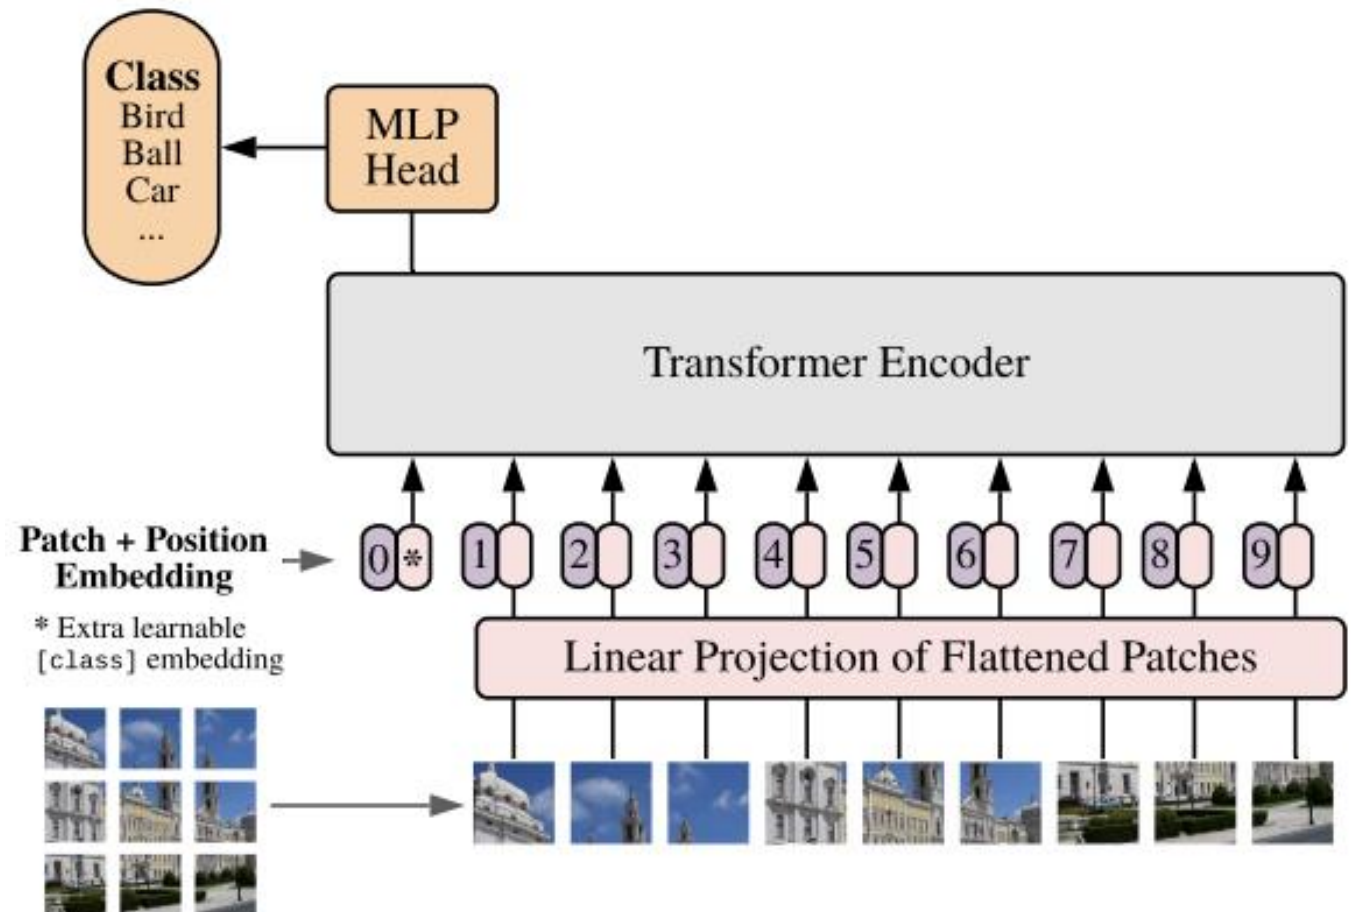 Class
Bird
Ball
Car
...
MLP
Head
Transformer Encoder
Patch + Position
Embedding
0 * 1 2 3 4 5 6 7 8 9
* Extra learnable
[class] embedding
Linear Projection of Flattened Patches